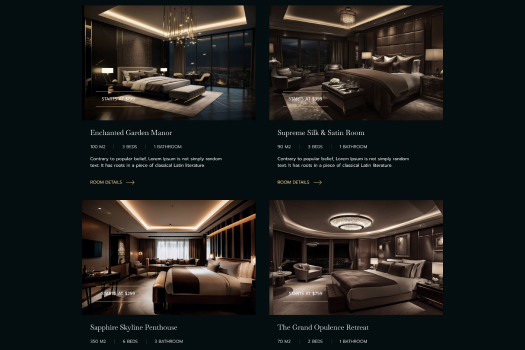 STARTS AT
STARTS AT
Enchanted Garden Manor
Supreme Silk & Satin Room
100 M2
3 BEDS
1 BATHROOM
90 M2
3 BEDS
1 BATHROOM
Contrary to popular belief, Lorem Ipsum is not simply random
text. It has roots in a piece of classical Latin literature
Contrary to popular belief, Lorem Ipsum is not simply random
text. It has roots in a piece of classical Latin literature
ROOM DETAILS
ROOM DETAILS
STARTS AT $299
STARTS AT $759
Sapphire Skyline Penthouse
The Grand Opulence Retreat
350 M2
6 BEDS
3 BATHROOM
70 M2
2 BEDS
1 BATHROOM